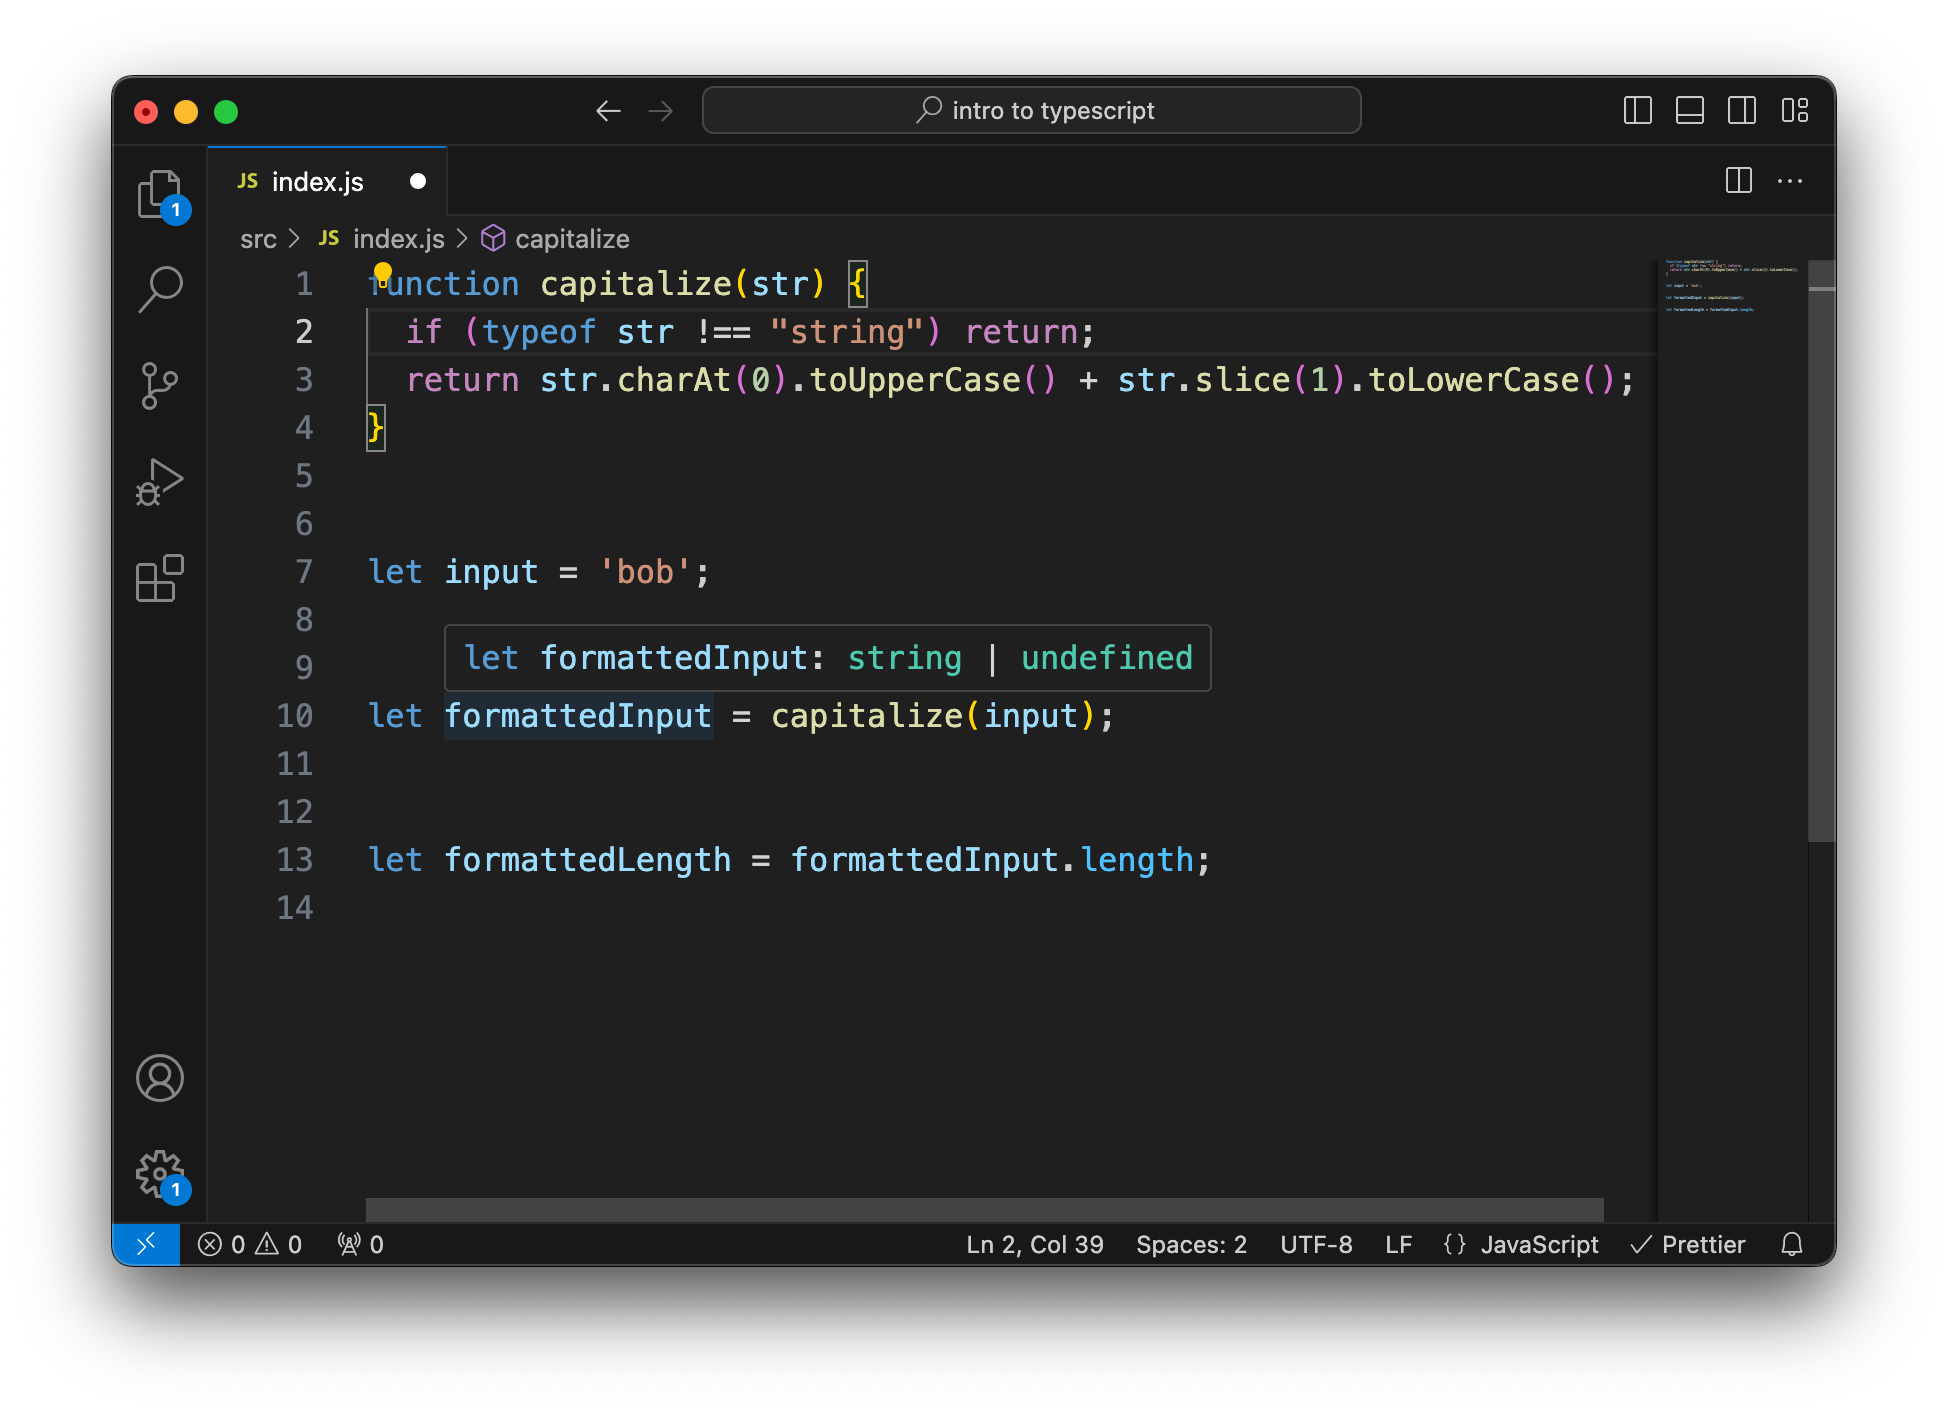 intro to typescript
JS index.js
1
src > JS index.js > capitalize
1 function capitalize(str) {
2 if (typeof str !== "string") return;
3 return str.charAt(0).toUpperCase() + str.slice(1).toLowerCase();
4 }
5
6
7 let input = 'bob';
8
9
let formattedInput: string | undefined
10 let formattedInput = capitalize(input);
11
12
13 let formattedLength = formattedInput.length;
14
1
0 0 0 Ln 2, Col 39 Spaces: 2 UTF-8 LF {} JavaScript Prettier